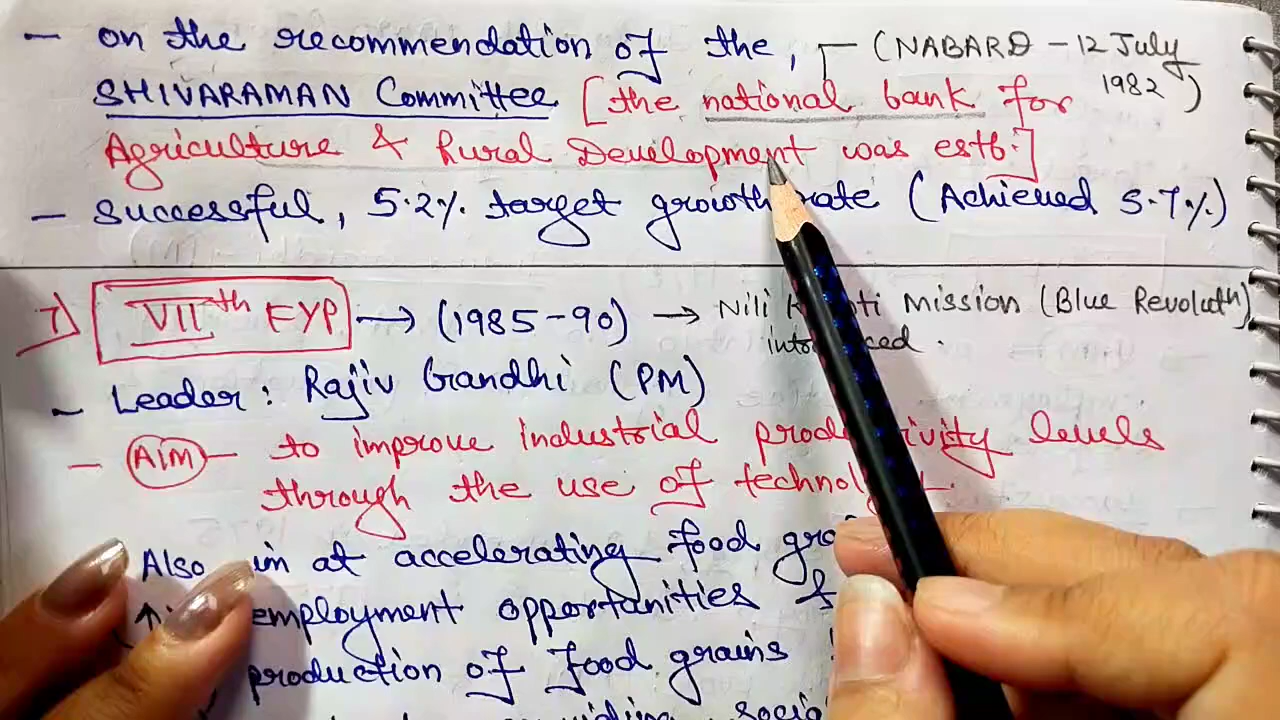 - on the recommendation of the, (NABARD - 12 July 1982)
SHIVARAMAN Committee [the national bank for
Agriculture & Rural Development was estb.]
- successful, 5.2%. target growth rate (Achieved 5.7%.)
7) VIIth FYP → (1985-90) → Nili Mission (Blue Revolutn)
- Leader : Rajiv Gandhi (PM)
- AIM - to improve industrial productivity levels
through the use of
Also at accelerating food
employment opportanities &
production of food grains